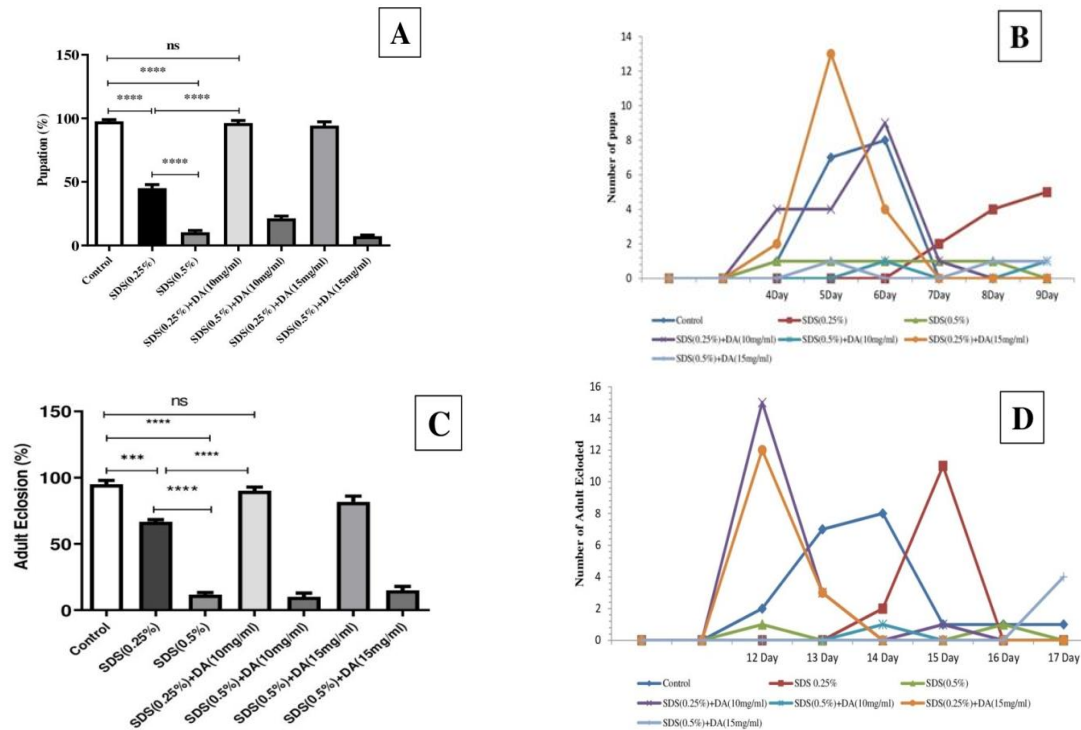 A
ns
****
**** ****
****
Pupation (%)
150
100
50
0
Control
SDS(0.25%)
SDS(0.5%)
SDS(0.25%)+DA(10mg/ml)
SDS(0.5%)+DA(10mg/ml)
SDS(0.25%)+DA(15mg/ml)
SDS(0.5%)+DA(15mg/ml)
B
Number of pupa
14
12
10
8
6
4
2
0
4Day 5Day 6Day 7Day 8Day 9Day
Control SDS(0.25%) SDS(0.5%)
SDS(0.25%)+DA(10mg/ml) SDS(0.5%)+DA(10mg/ml) SDS(0.25%)+DA(15mg/ml)
SDS(0.5%)+DA(15mg/ml)
C
ns
****
*** ****
****
Adult Eclosion (%)
150
100
50
0
Control
SDS(0.25%)
SDS(0.5%)
SDS(0.25%)+DA(10mg/ml)
SDS(0.5%)+DA(10mg/ml)
SDS(0.5%)+DA(15mg/ml)
SDS(0.5%)+DA(15mg/ml)
D
Number of Adult Ecloded
16
14
12
10
8
6
4
2
0
12 Day 13 Day 14 Day 15 Day 16 Day 17 Day
Control SDS 0.25% SDS(0.5%)
SDS(0.25%)+DA(10mg/ml) SDS(0.5%)+DA(10mg/ml) SDS(0.25%)+DA(15mg/ml)
SDS(0.5%)+DA(15mg/ml)